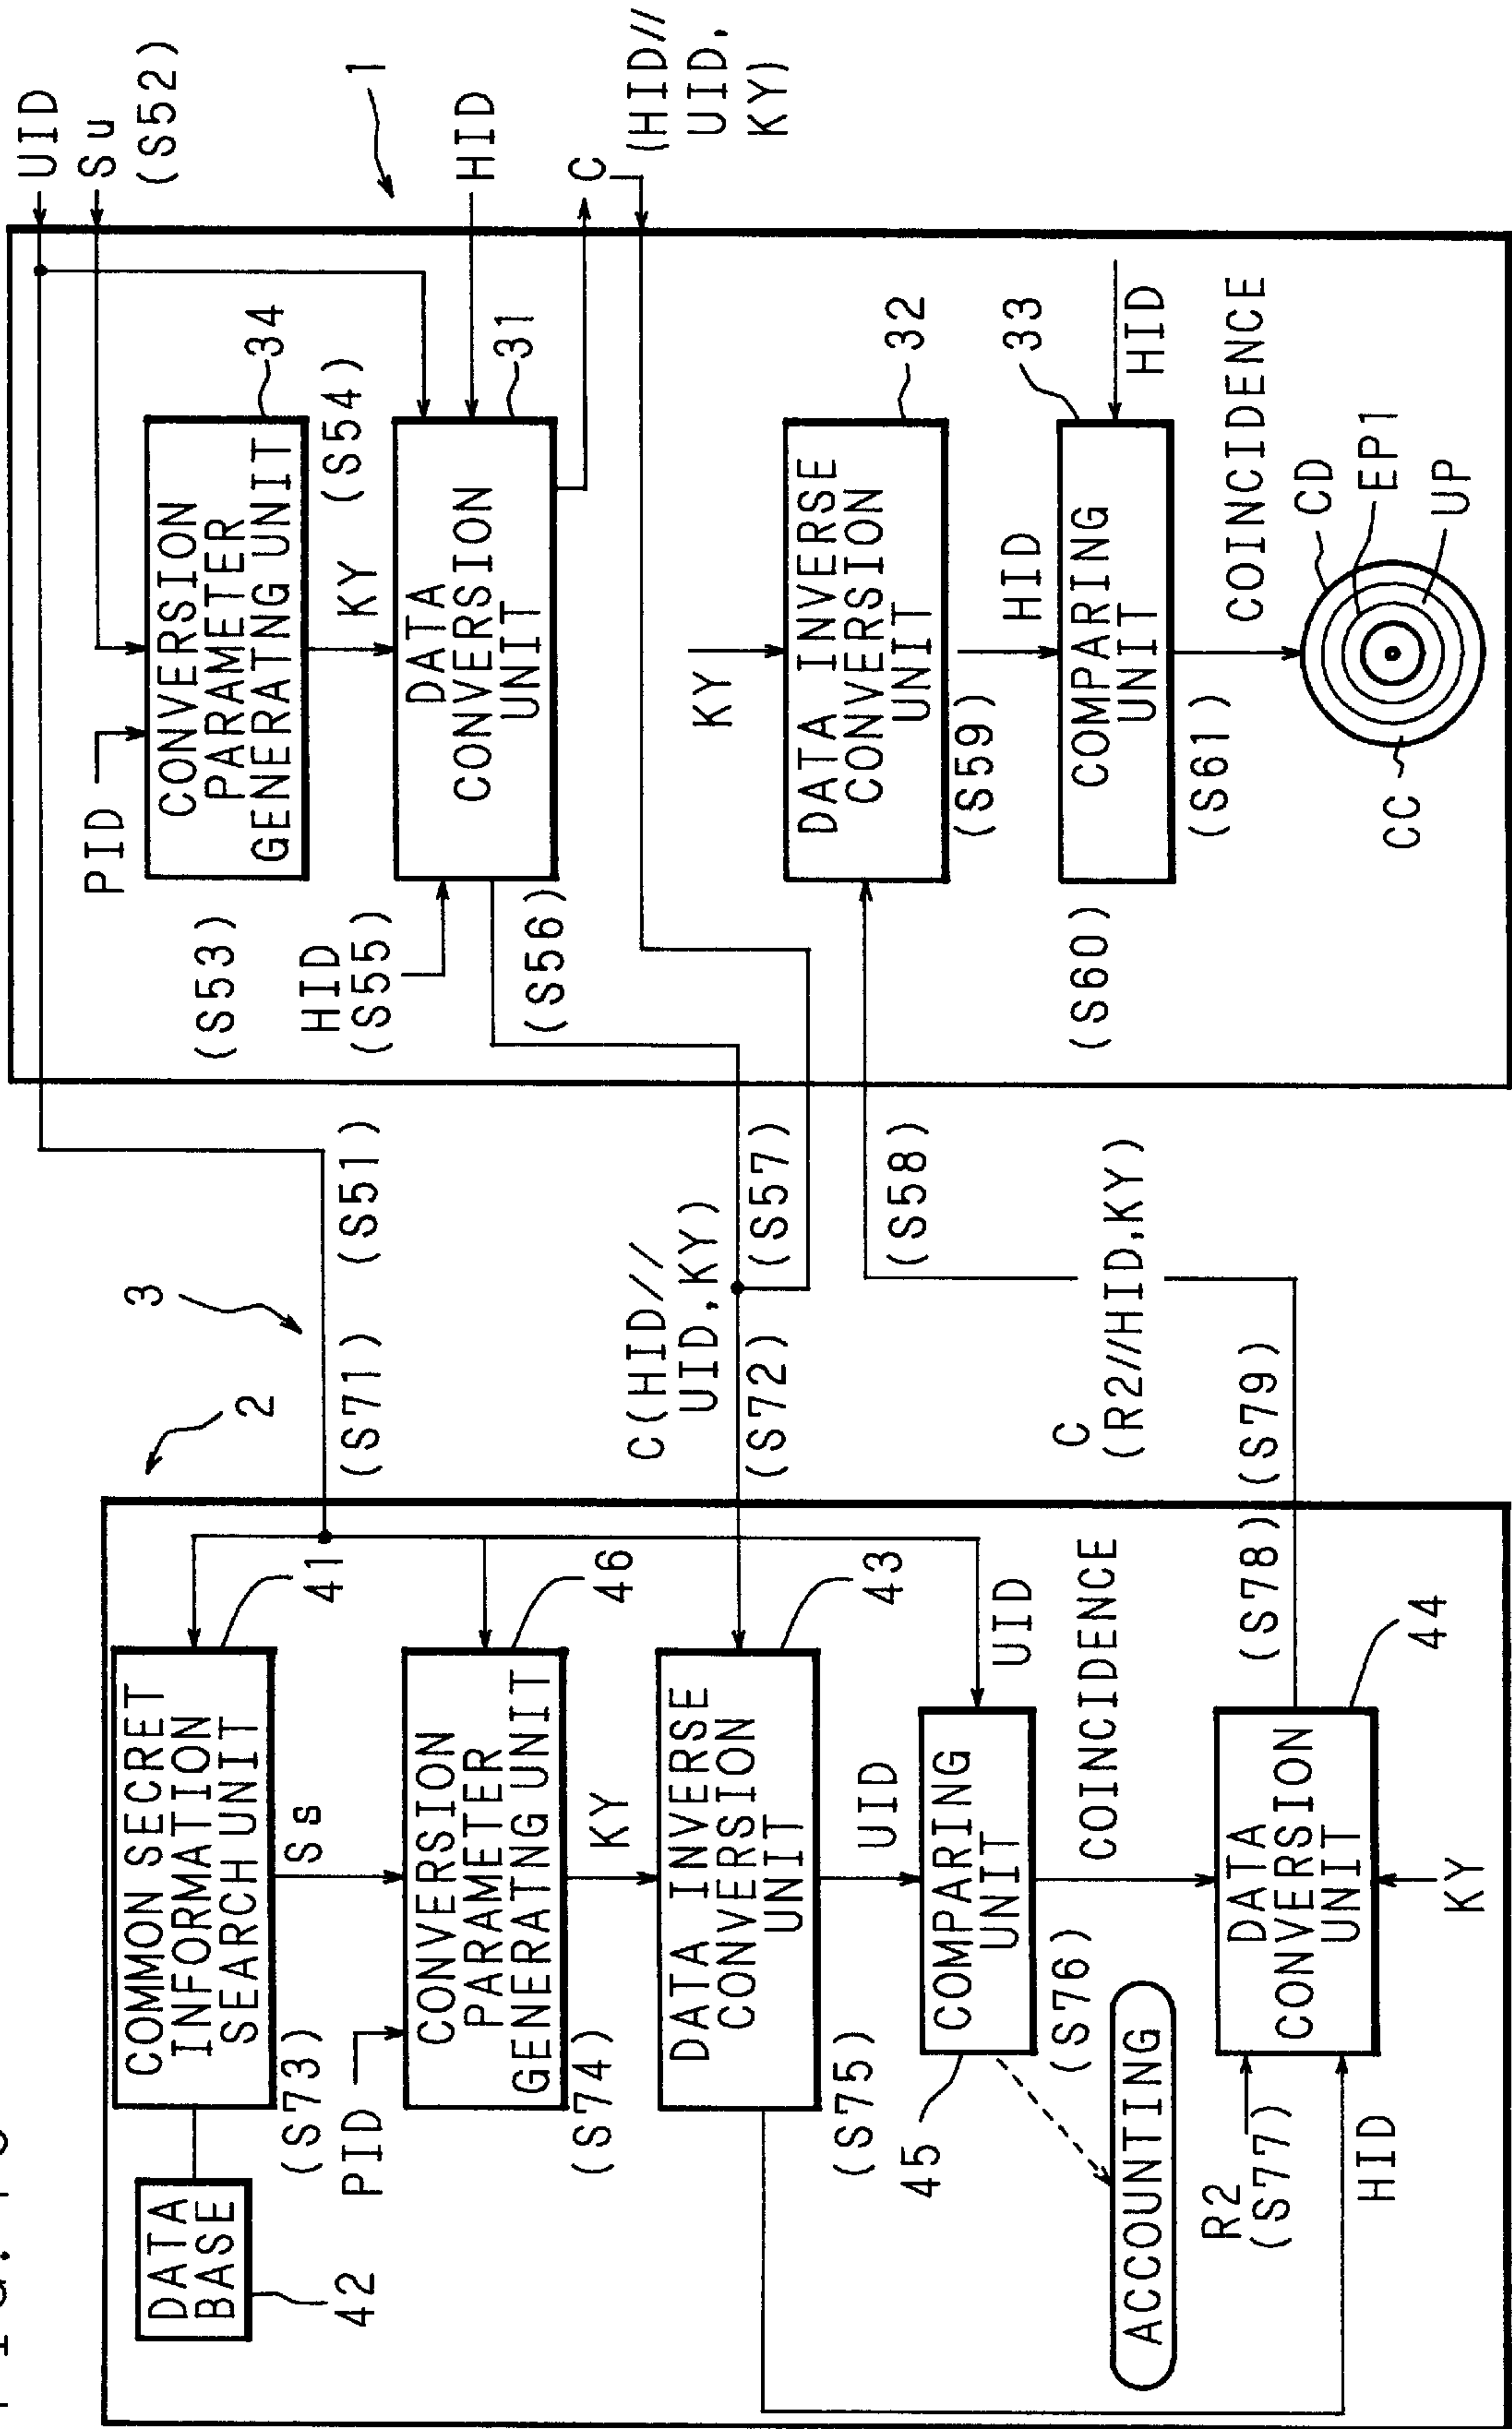 UID
Su
(S52)
1
HID
C
(HID//
UID,
KY)
PID
CONVERSION
PARAMETER
GENERATING UNIT
34
(S53)
KY
(S54)
HID
(S55)
DATA
CONVERSION
UNIT
31
(S56)
KY
DATA INVERSE
CONVERSION
UNIT
32
(S59)
HID
33
COMPARING
UNIT
HID
(S60)
(S61)
COINCIDENCE
CD
EP1
UP
CC
3
(S71)
(S51)
2
C(HID//
UID,KY)
(S72)
(S57)
(S58)
C
(R2//HID,KY)
(S78)
(S79)
COMMON SECRET
INFORMATION
SEARCH UNIT
41
DATA
BASE
42
(S73)
Ss
PID
CONVERSION
PARAMETER
GENERATING UNIT
46
(S74)
KY
DATA INVERSE
CONVERSION
UNIT
43
(S75)
UID
UID
COMPARING
UNIT
45
(S76)
COINCIDENCE
ACCOUNTING
R2
(S77)
HID
DATA
CONVERSION
UNIT
44
KY